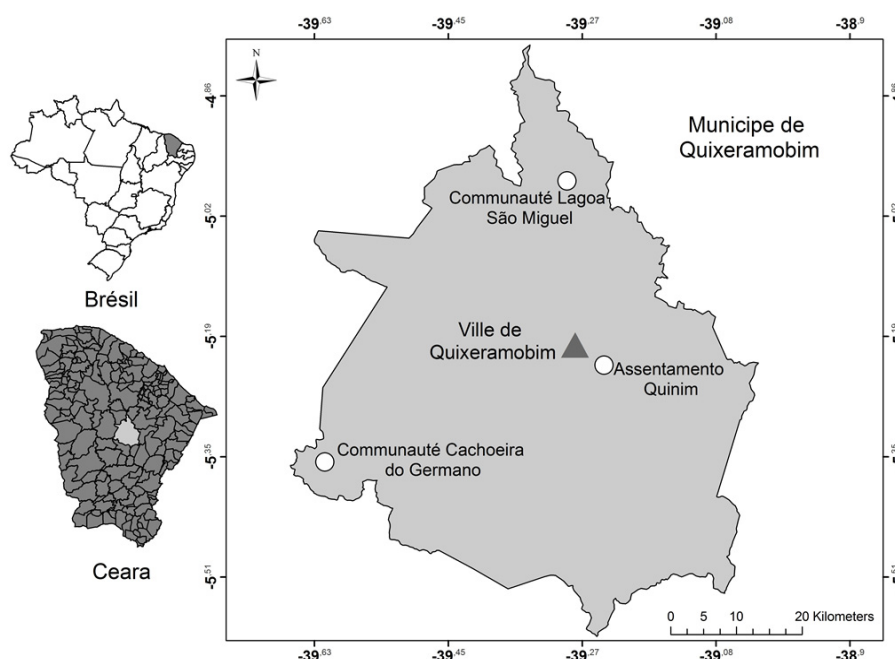 -39.63 -39.45 -39.27 -39.08 -38.9
N
-4.86
-4.86
Municipe de
Quixeramobim
Communauté Lagoa
São Miguel
-5.02
-5.02
Brésil
Ville de
Quixeramobim
-5.19
-5.19
Assentamento
Quinim
Communauté Cachoeira
do Germano
-5.35
-5.35
Ceara
-5.51
-5.51
0 5 10 20 Kilometers
-39.63 -39.45 -39.27 -39.08 -38.9